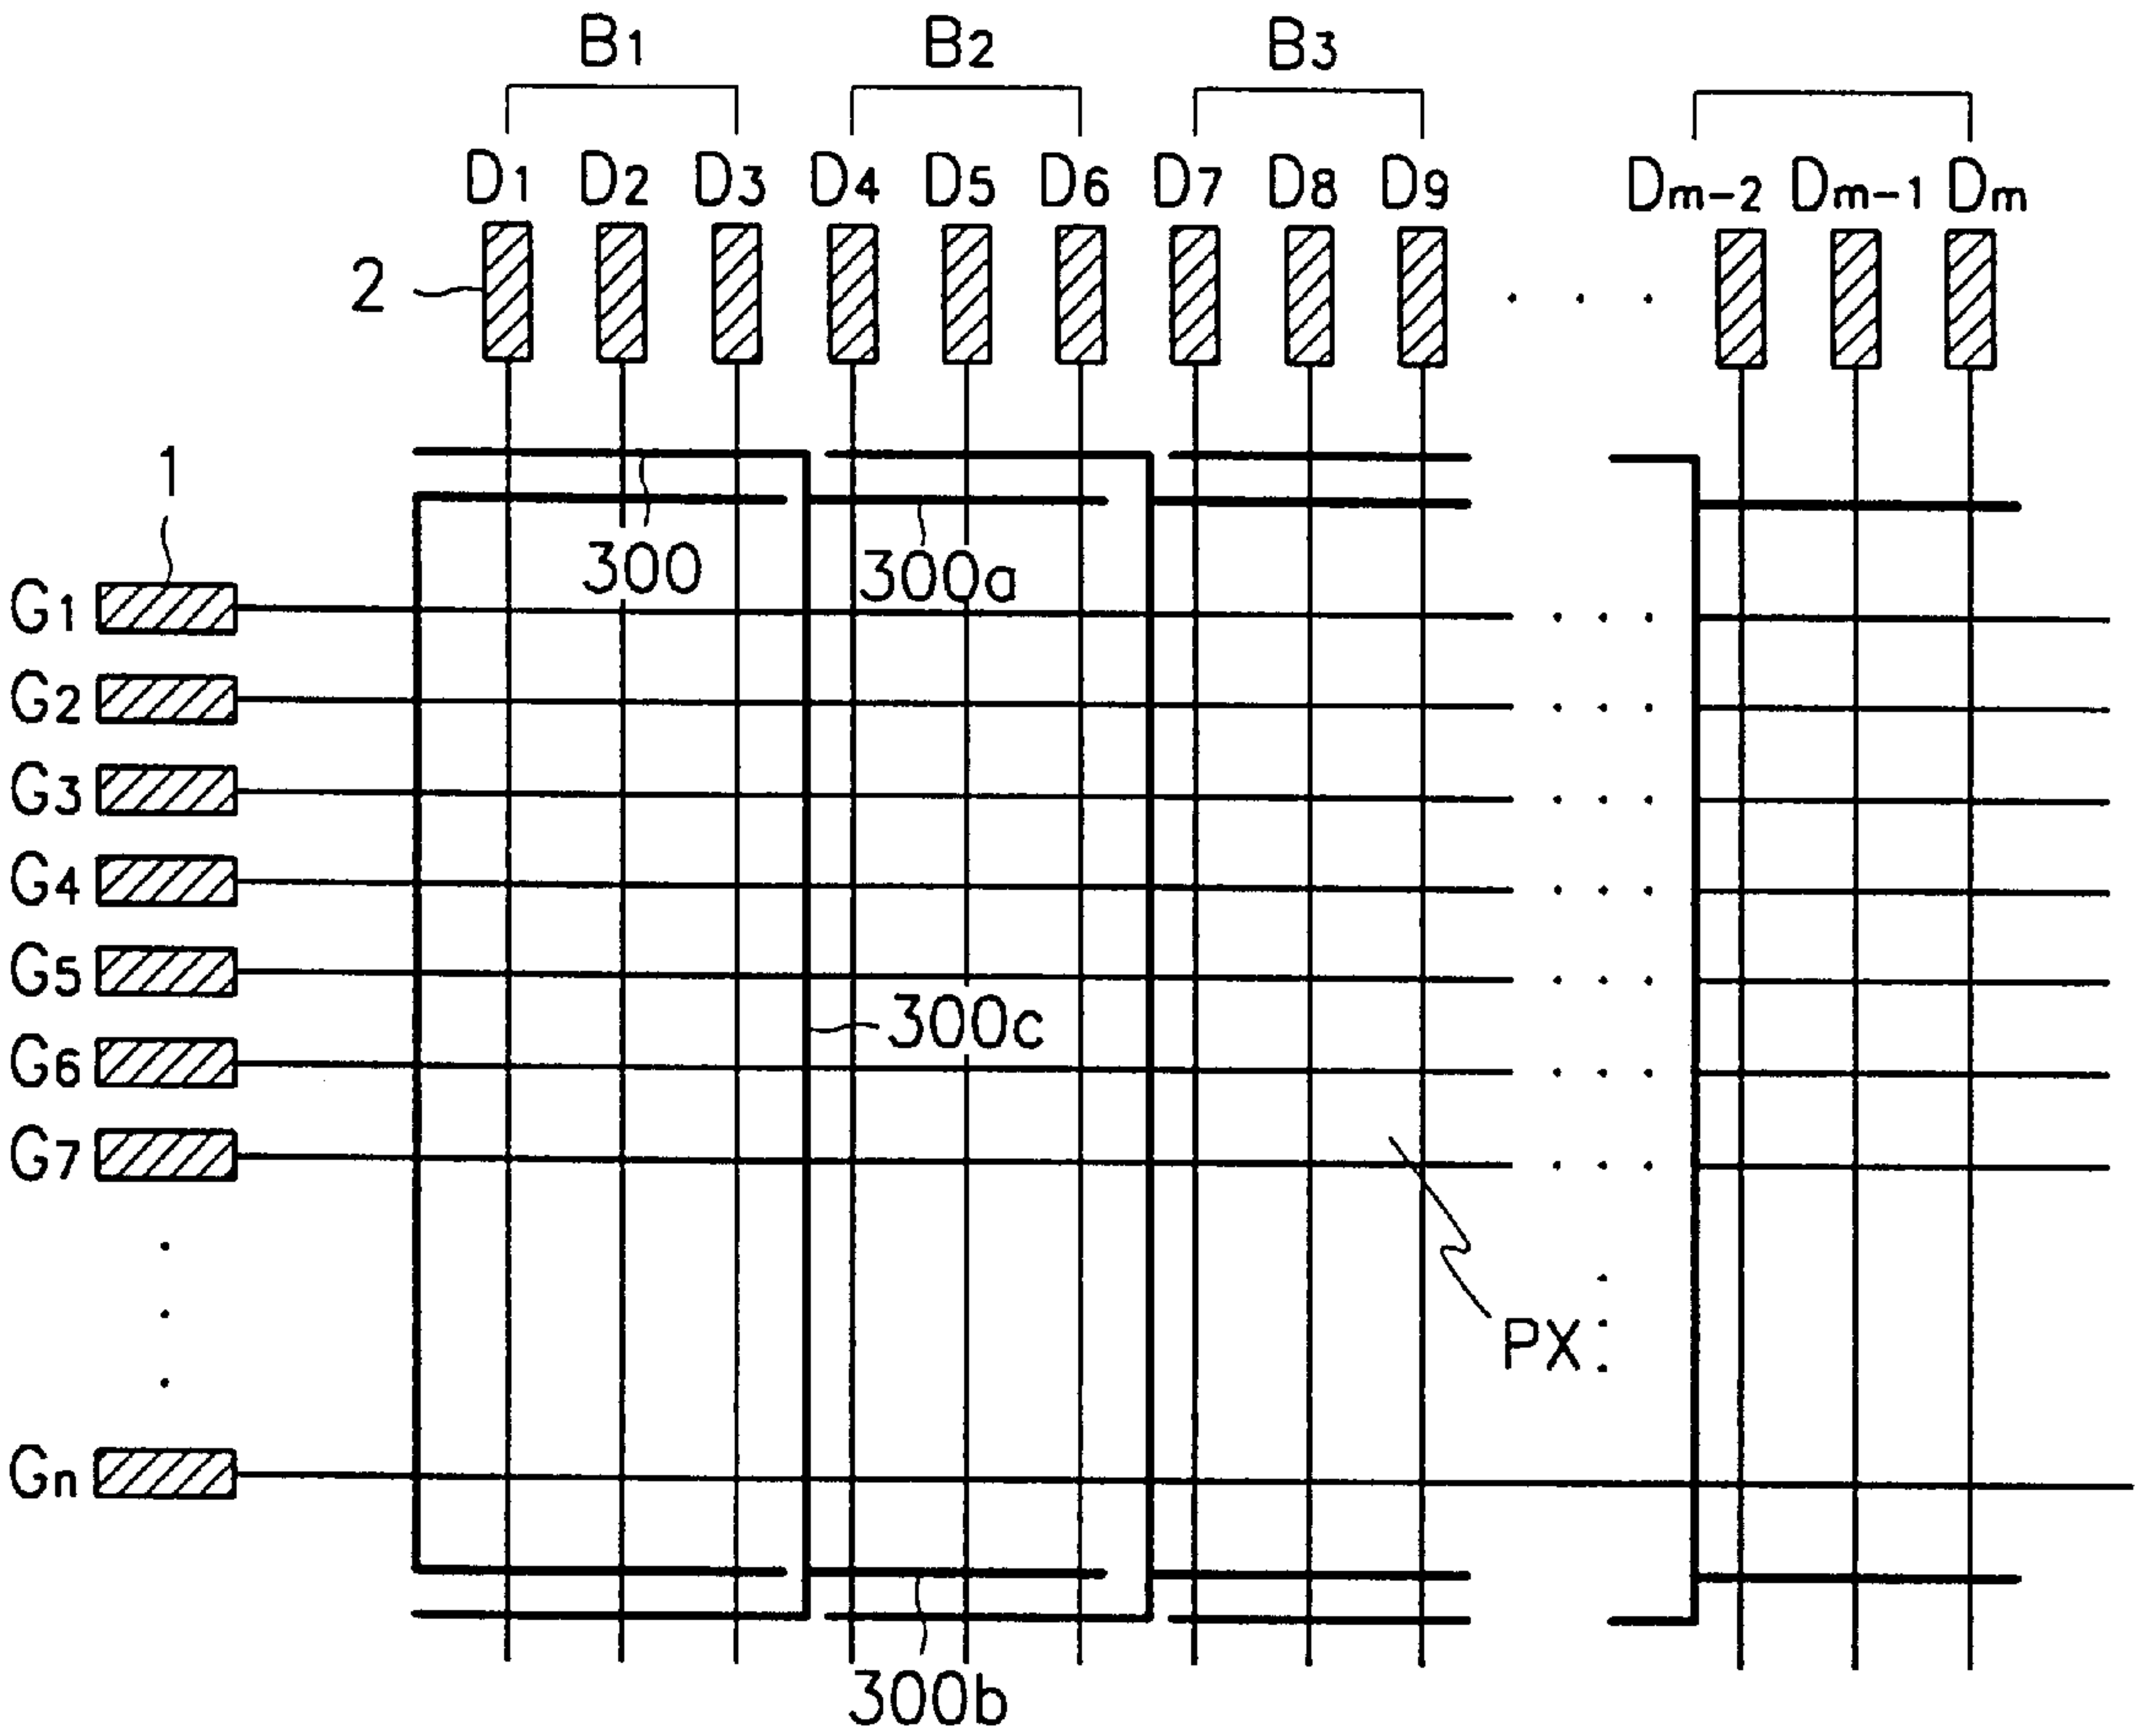 B1 B2 B3
D1 D2 D3 D4 D5 D6 D7 D8 D9 Dm-2 Dm-1 Dm
2
1
300 300a
G1
G2
G3
G4
G5
300c
G6
G7
PX
Gn
300b